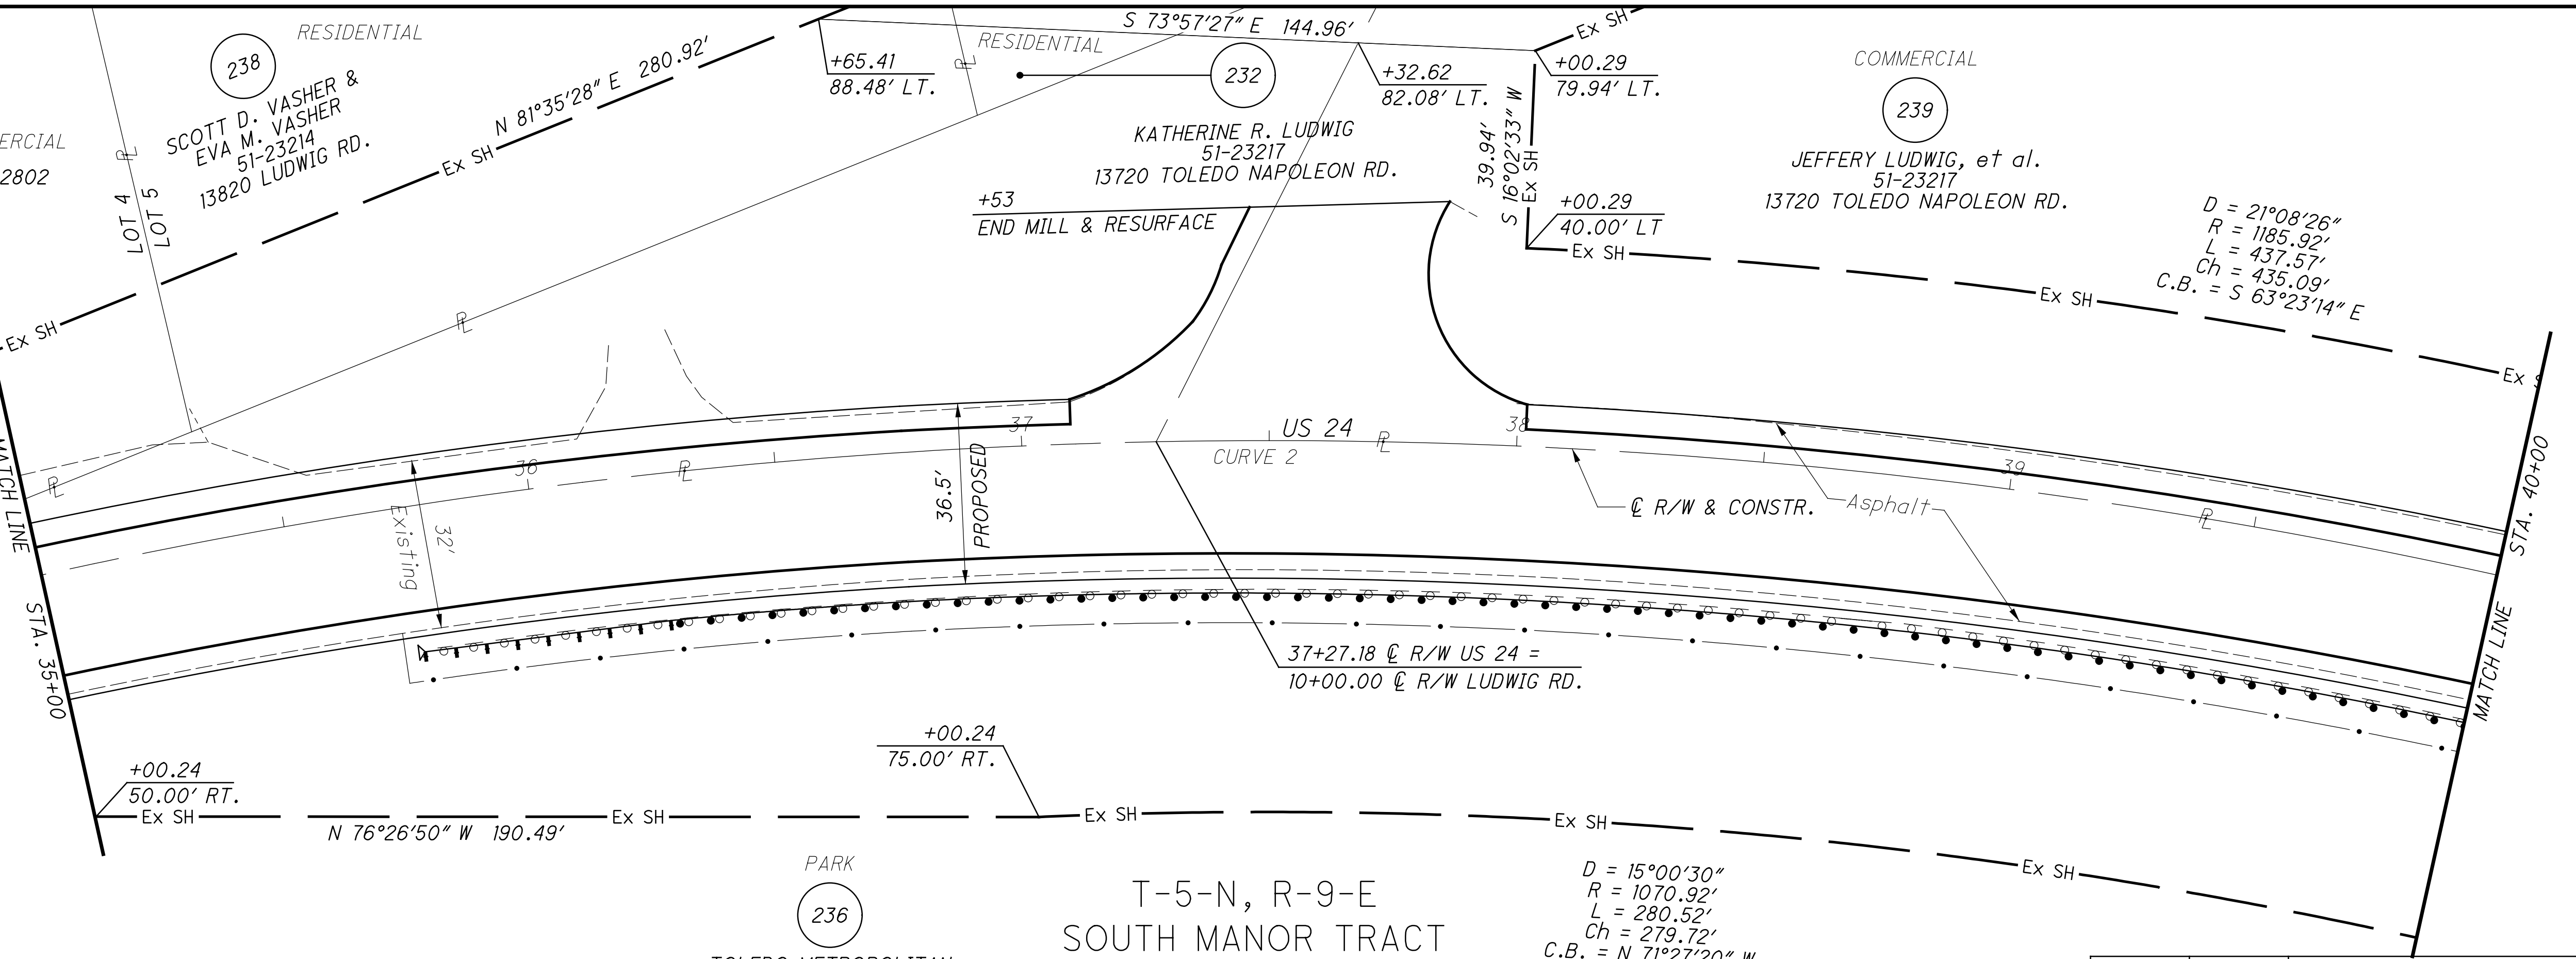 RESIDENTIAL
238
SCOTT D. VASHER &
EVA M. VASHER
51-23214
13820 LUDWIG RD.
ERCIAL
2802
LOT 4
LOT 5
N 81°35'28" E 280.92'
Ex SH
Ex SH
+65.41
88.48' LT.
S 73°57'27" E 144.96'
RESIDENTIAL
232
KATHERINE R. LUDWIG
51-23217
13720 TOLEDO NAPOLEON RD.
+32.62
82.08' LT.
Ex SH
+00.29
79.94' LT.
39.94'
S 16°02'33" W
Ex SH
+00.29
40.00' LT
Ex SH
COMMERCIAL
239
JEFFERY LUDWIG, et al.
51-23217
13720 TOLEDO NAPOLEON RD.
D = 21°08'26"
R = 1185.92'
L = 437.57'
Ch = 435.09'
C.B. = S 63°23'14" E
Ex SH
Ex S
+53
END MILL & RESURFACE
36
37
38
39
US 24
CURVE 2
℄ R/W & CONSTR.
Asphalt
32'
Existing
36.5'
PROPOSED
37+27.18 ℄ R/W US 24 =
10+00.00 ℄ R/W LUDWIG RD.
MATCH LINE
STA. 35+00
MATCH LINE
STA. 40+00
+00.24
50.00' RT.
+00.24
75.00' RT.
Ex SH
Ex SH
Ex SH
Ex SH
Ex SH
N 76°26'50" W 190.49'
PARK
236
TOLEDO METROPOLITAN
T-5-N, R-9-E
SOUTH MANOR TRACT
D = 15°00'30"
R = 1070.92'
L = 280.52'
Ch = 279.72'
C.B. = N 71°27'20" W